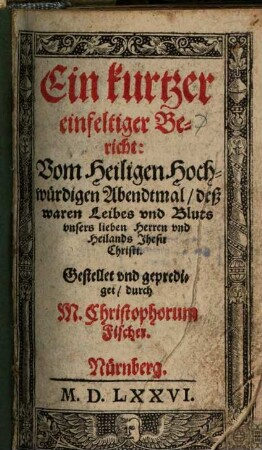 Ein kurtzer
einfeltiger Be-
richt:
Vom Heiligen Hoch-
würdigen Abendtmal / deß
waren Leibes vnd Bluts
vnsers lieben Herren vnd
Heilands Jhesu
Christi.
Gestellet vnd gepredi-
get / durch
M. Christophorum
Fischer.
Nürnberg.
M. D. LXXVI.